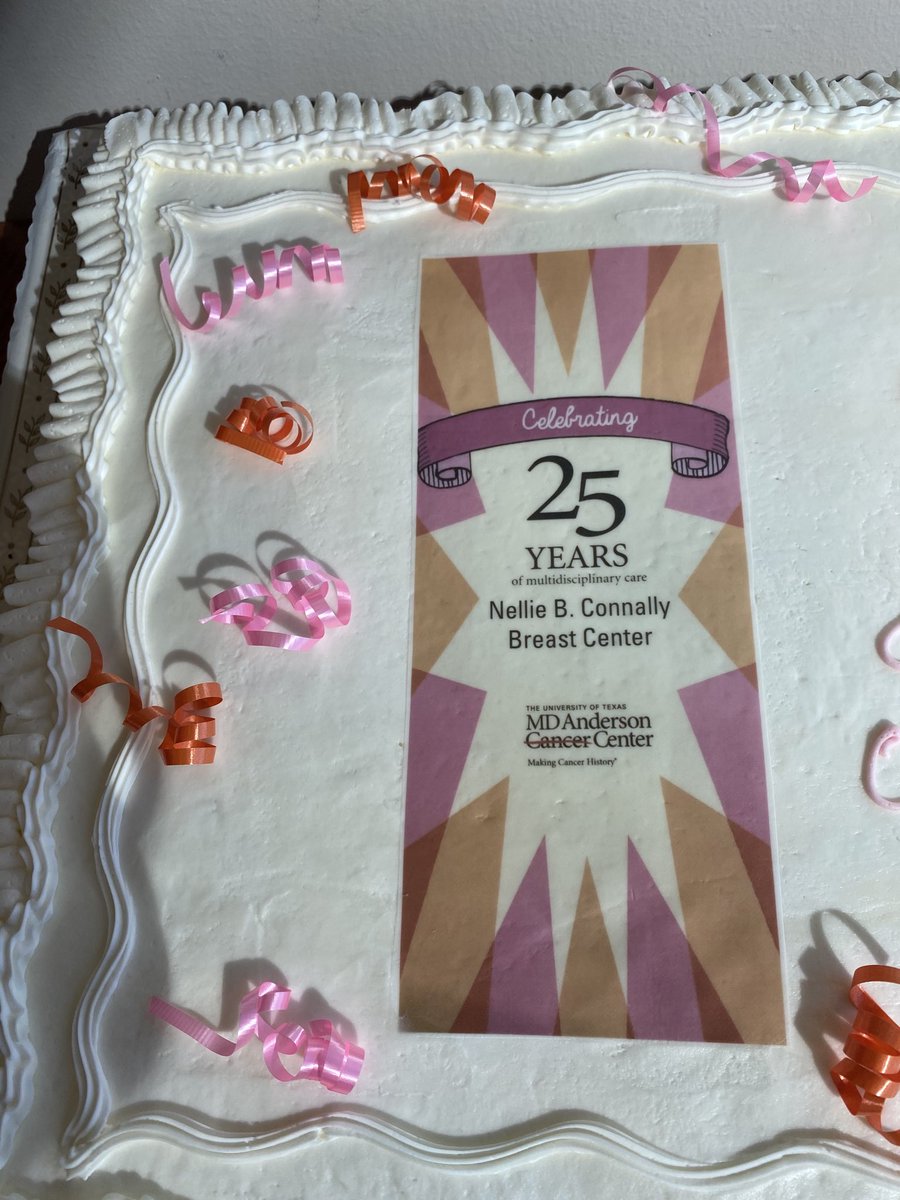 Celebrating
25
YEARS
of multidisciplinary care
Nellie B. Connally
Breast Center
THE UNIVERSITY OF TEXAS
MD Anderson
Cancer Center
Making Cancer History®